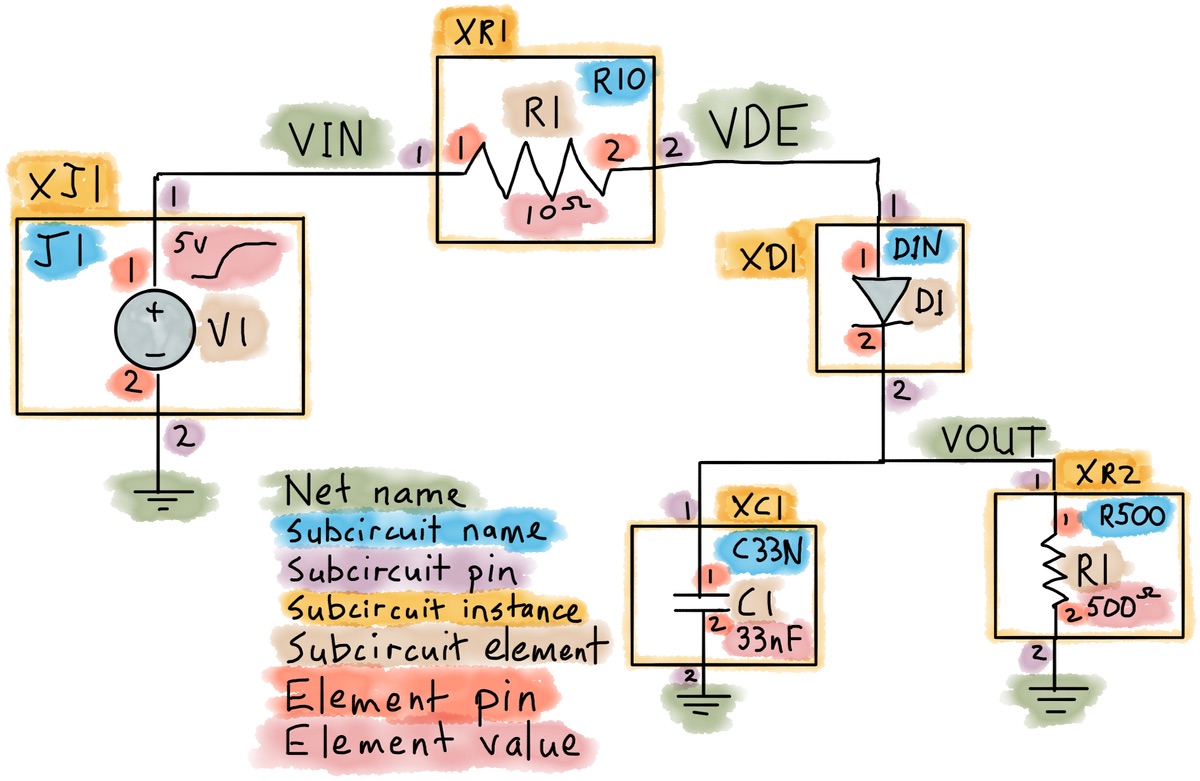 XR1
R10
R1
VIN
1
1
2
2
VDE
10Ω
XJ1
1
J1
5V
1
+
V1
−
2
2
1
XD1
1
DIN
D1
2
2
VOUT
1
XR2
1
R500
R1
2
500Ω
2
1
XC1
C33N
1
C1
2
33nF
2
Net name
Subcircuit name
Subcircuit pin
Subcircuit instance
Subcircuit element
Element pin
Element value